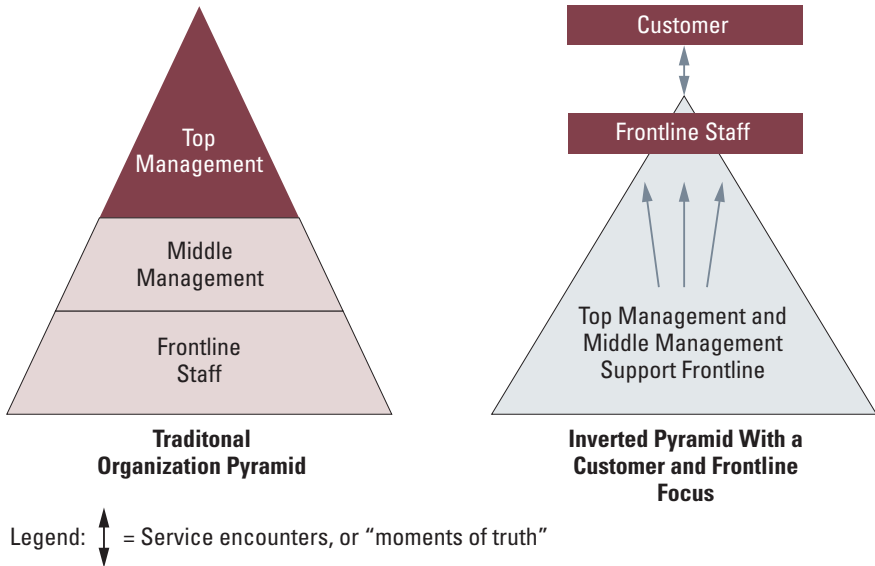 Top
Management
Middle
Management
Frontline
Staff
Traditonal
Organization Pyramid
Customer
Frontline Staff
Top Management and
Middle Management
Support Frontline
Inverted Pyramid With a
Customer and Frontline
Focus
Legend: = Service encounters, or “moments of truth”